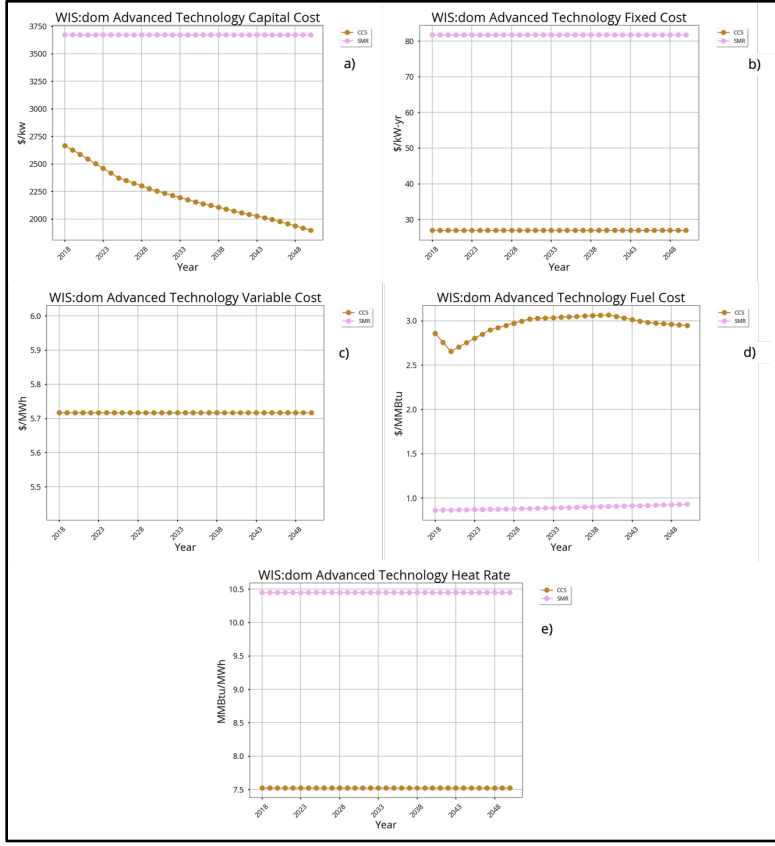 WIS:dom Advanced Technology Capital Cost
3750
3500
3250
3000
2750
2500
2250
2000
$/kw
2018
2023
2028
2033
2038
2043
2048
Year
CCS
SMR
a)
WIS:dom Advanced Technology Fixed Cost
80
70
60
50
40
30
$/kW-yr
2018
2023
2028
2033
2038
2043
2048
Year
CCS
SMR
b)
WIS:dom Advanced Technology Variable Cost
6.0
5.9
5.8
5.7
5.6
5.5
$/MWh
2018
2023
2028
2033
2038
2043
2048
Year
CCS
SMR
c)
WIS:dom Advanced Technology Fuel Cost
3.0
2.5
2.0
1.5
1.0
$/MMBtu
2018
2023
2028
2033
2038
2043
2048
Year
CCS
SMR
d)
WIS:dom Advanced Technology Heat Rate
10.5
10.0
9.5
9.0
8.5
8.0
7.5
MMBtu/MWh
2018
2023
2028
2033
2038
2043
2048
Year
CCS
SMR
e)